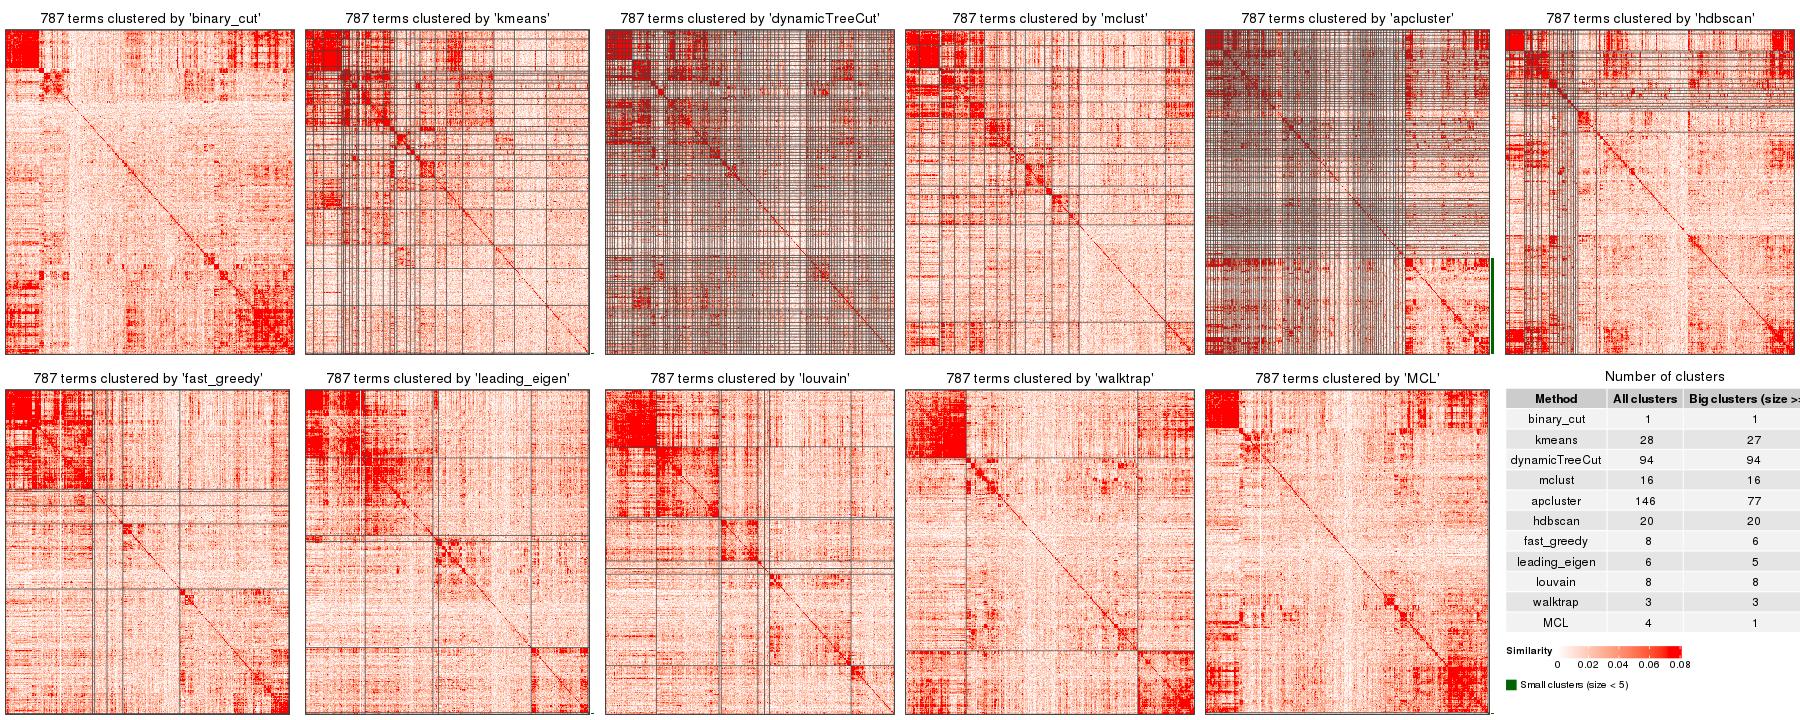 787 terms clustered by 'binary_cut'
787 terms clustered by 'kmeans'
787 terms clustered by 'dynamicTreeCut'
787 terms clustered by 'mclust'
787 terms clustered by 'apcluster'
787 terms clustered by 'hdbscan'
787 terms clustered by 'fast_greedy'
787 terms clustered by 'leading_eigen'
787 terms clustered by 'louvain'
787 terms clustered by 'walktrap'
787 terms clustered by 'MCL'
Number of clusters
Method All clusters Big clusters (size >=
binary_cut 1 1
kmeans 28 27
dynamicTreeCut 94 94
mclust 16 16
apcluster 146 77
hdbscan 20 20
fast_greedy 8 6
leading_eigen 6 5
louvain 8 8
walktrap 3 3
MCL 4 1
Similarity
0 0.02 0.04 0.06 0.08
Small clusters (size < 5)